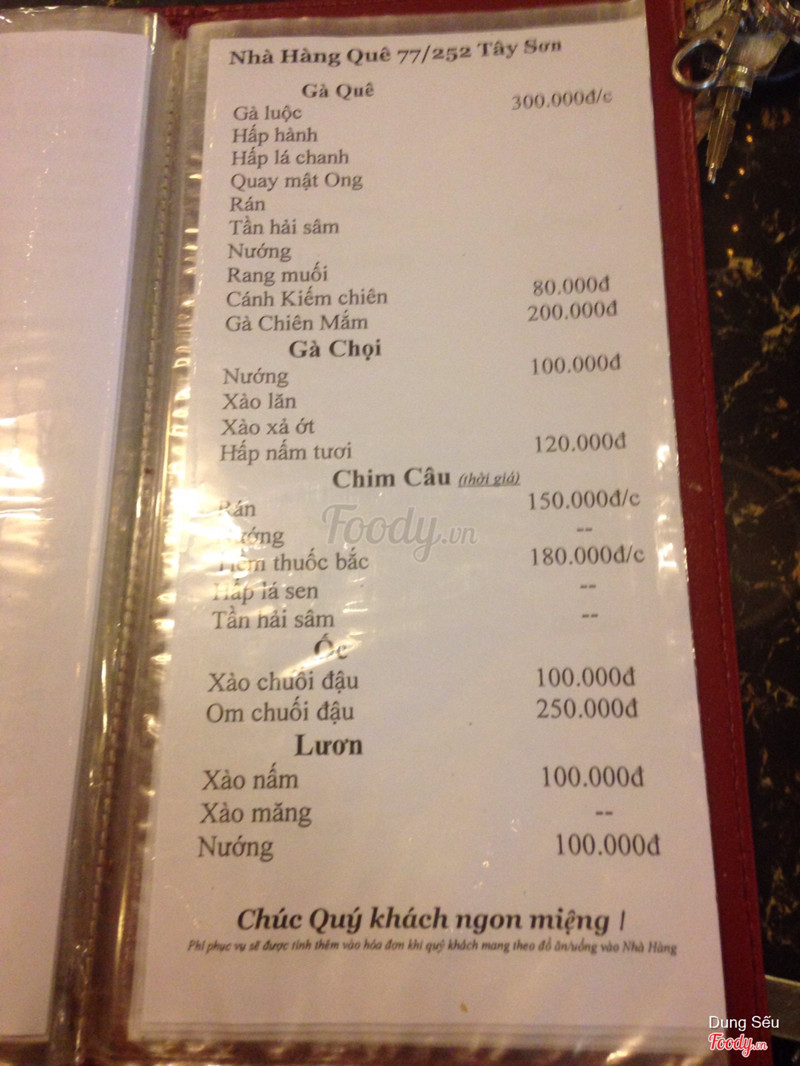 Nhà Hàng Quê 77/252 Tây Sơn
Gà Quê
Gà luộc 300.000đ/c
Hấp hành
Hấp lá chanh
Quay mật Ong
Rán
Tần hải sâm
Nướng
Rang muối
Cánh Kiếm chiên 80.000đ
Gà Chiên Mắm 200.000đ
Gà Chọi
Nướng 100.000đ
Xào lăn
Xào xả ớt
Hấp nấm tươi 120.000đ
Chim Câu (thời giá)
Rán 150.000đ/c
Nướng --
Tiềm thuốc bắc 180.000đ/c
Hấp lá sen --
Tần hải sâm --
Ốc
Xào chuối đậu 100.000đ
Om chuối đậu 250.000đ
Lươn
Xào nấm 100.000đ
Xào măng --
Nướng 100.000đ
Chúc Quý khách ngon miệng !
Phí phục vụ sẽ được tính thêm vào hóa đơn khi quý khách mang theo đồ ăn/uống vào Nhà Hàng
Foody.vn
Dung Sếu
Foody.vn